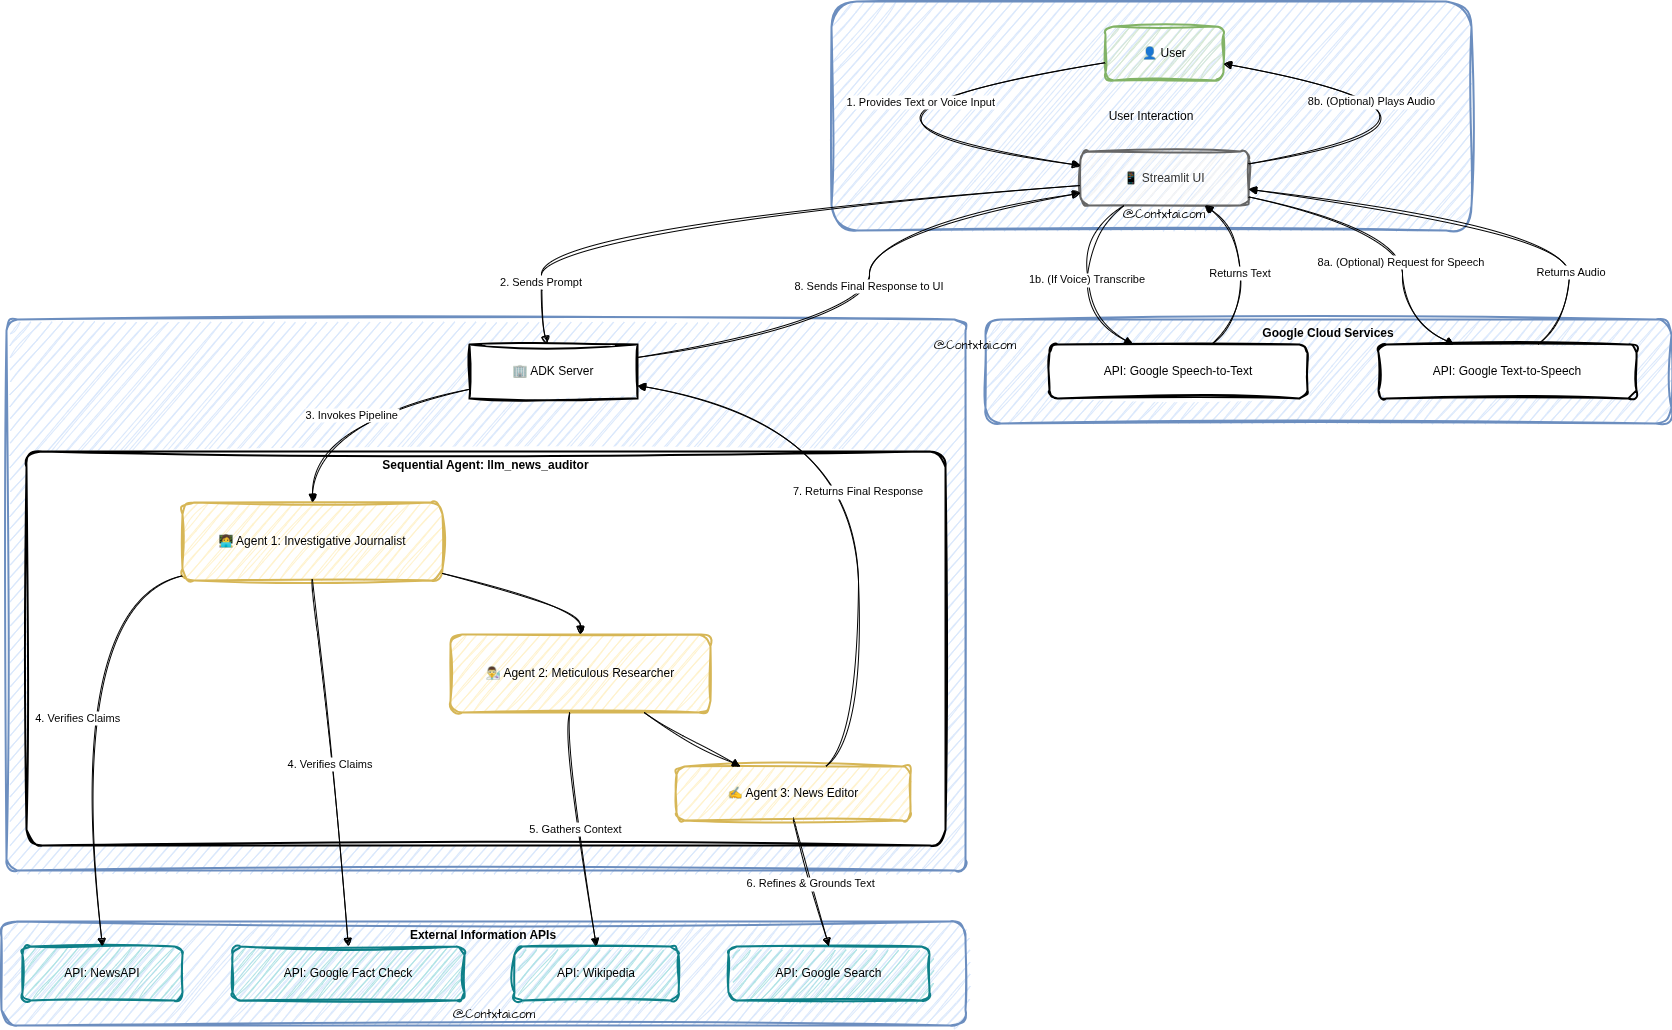 👤 User
1. Provides Text or Voice Input
8b. (Optional) Plays Audio
User Interaction
📱 Streamlit UI
@Contxtai.com
2. Sends Prompt
8. Sends Final Response to UI
1b. (If Voice) Transcribe
Returns Text
8a. (Optional) Request for Speech
Returns Audio
Google Cloud Services
@Contxtai.com
API: Google Speech-to-Text
API: Google Text-to-Speech
🏢 ADK Server
3. Invokes Pipeline
Sequential Agent: llm_news_auditor
7. Returns Final Response
👩‍💻 Agent 1: Investigative Journalist
👨‍🔬 Agent 2: Meticulous Researcher
4. Verifies Claims
4. Verifies Claims
✍️ Agent 3: News Editor
5. Gathers Context
6. Refines & Grounds Text
External Information APIs
API: NewsAPI
API: Google Fact Check
API: Wikipedia
API: Google Search
@Contxtai.com